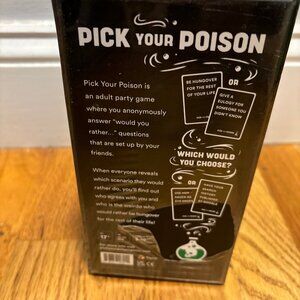 PICK YOUR POISON
Pick Your Poison is
an adult party game
where you anonymously
answer "would you
rather..." questions
that are set up by your
friends.
When everyone reveals
which scenario they would
rather do, you'll find out
who agrees with you and
who is the weirdo who
would rather be hungover
for the rest of their life!
BE HUNGOVER
FOR THE REST
OF YOUR LIFE
OR
GIVE A
EULOGY FOR
SOMEONE YOU
DIDN'T KNOW
WHICH WOULD
YOU CHOOSE?
OR
17+